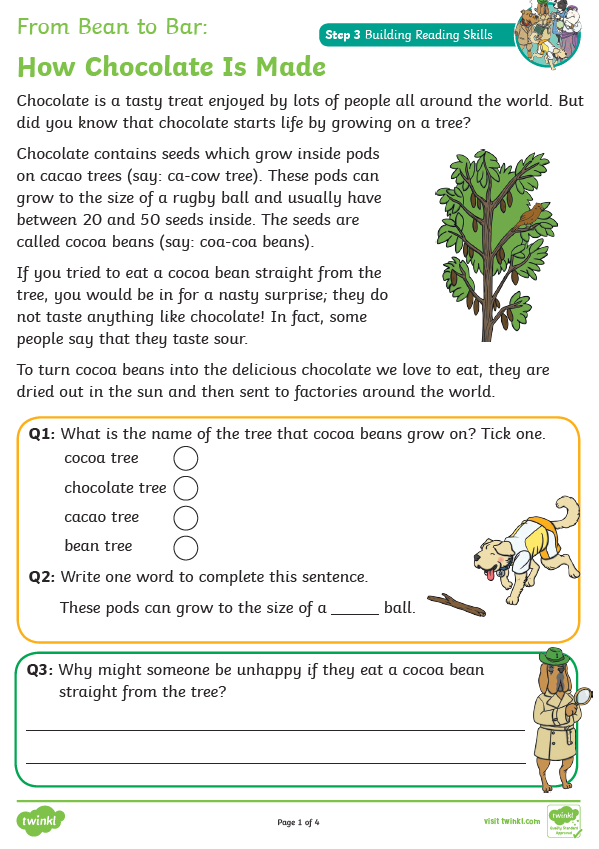 From Bean to Bar:
Step 3 Building Reading Skills
How Chocolate Is Made
Chocolate is a tasty treat enjoyed by lots of people all around the world. But
did you know that chocolate starts life by growing on a tree?
Chocolate contains seeds which grow inside pods
on cacao trees (say: ca-cow tree). These pods can
grow to the size of a rugby ball and usually have
between 20 and 50 seeds inside. The seeds are
called cocoa beans (say: coa-coa beans).
If you tried to eat a cocoa bean straight from the
tree, you would be in for a nasty surprise; they do
not taste anything like chocolate! In fact, some
people say that they taste sour.
To turn cocoa beans into the delicious chocolate we love to eat, they are
dried out in the sun and then sent to factories around the world.
Q1: What is the name of the tree that cocoa beans grow on? Tick one.
cocoa tree
chocolate tree
cacao tree
bean tree
Q2: Write one word to complete this sentence.
These pods can grow to the size of a _____ ball.
Q3: Why might someone be unhappy if they eat a cocoa bean
straight from the tree?
twinkl
Page 1 of 4
visit twinkl.com
twinkl
Quality Standard
Approved